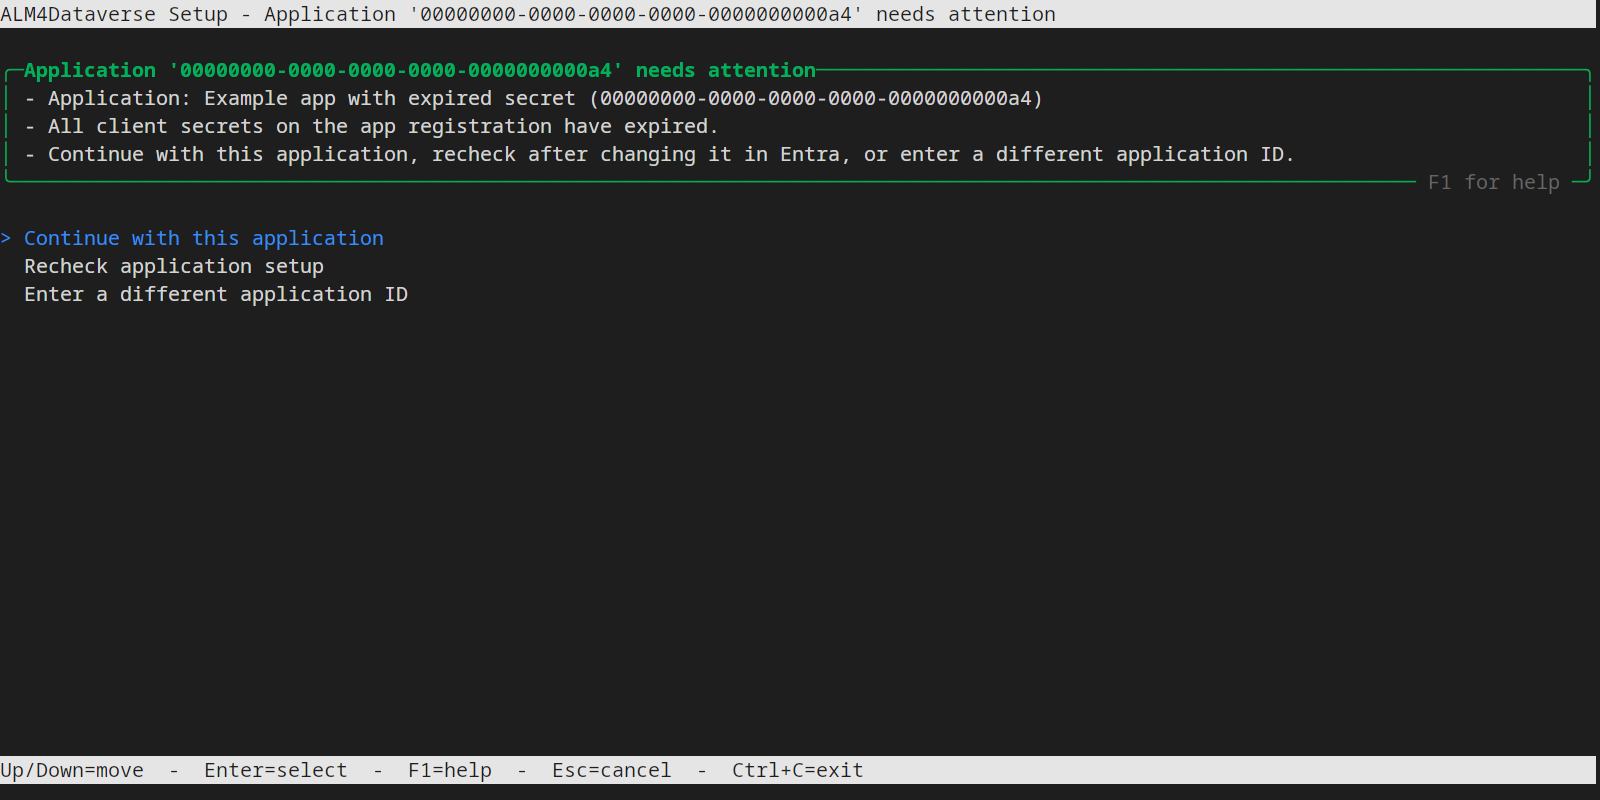 ALM4Dataverse Setup - Application '00000000-0000-0000-0000-0000000000a4' needs attention
Application '00000000-0000-0000-0000-0000000000a4' needs attention
- Application: Example app with expired secret (00000000-0000-0000-0000-0000000000a4)
- All client secrets on the app registration have expired.
- Continue with this application, recheck after changing it in Entra, or enter a different application ID.
F1 for help
> Continue with this application
Recheck application setup
Enter a different application ID
Up/Down=move  -  Enter=select  -  F1=help  -  Esc=cancel  -  Ctrl+C=exit